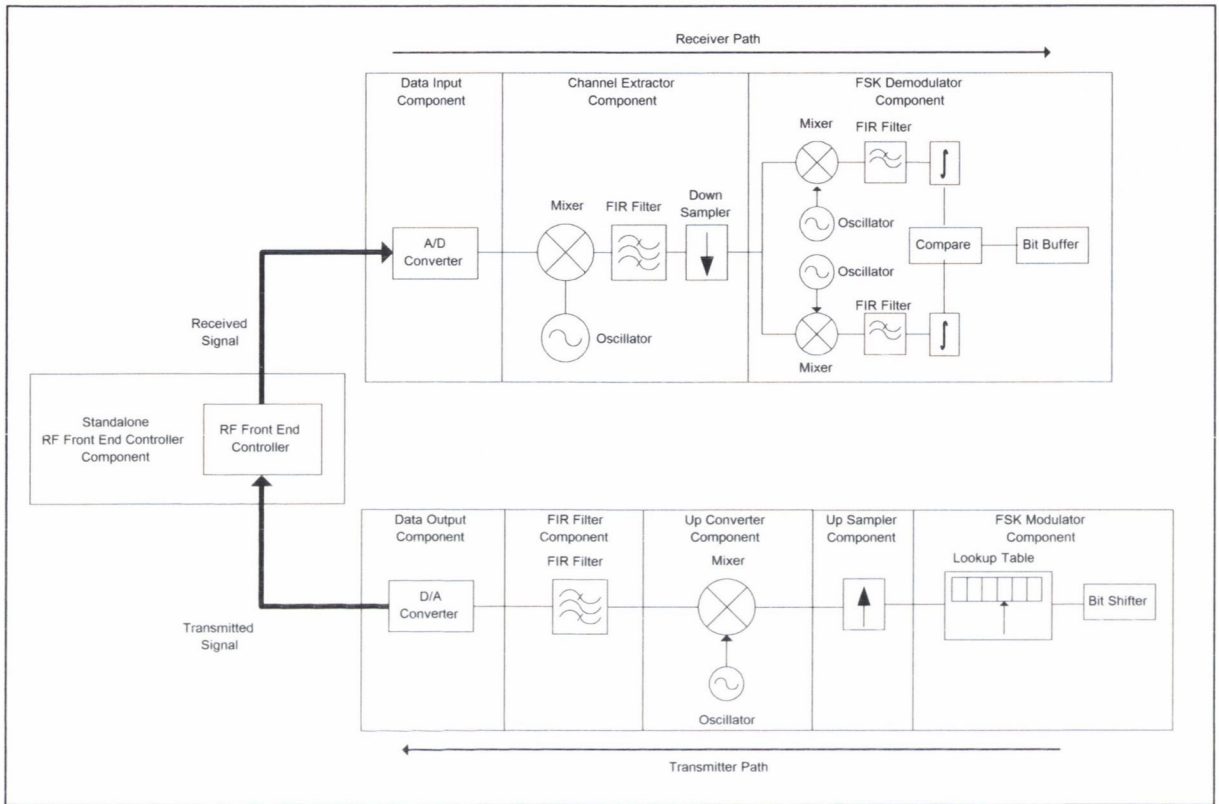 Receiver Path
Data Input
Component
Channel Extractor
Component
FSK Demodulator
Component
A/D
Converter
Mixer
FIR Filter
Down
Sampler
Oscillator
Mixer
FIR Filter
Oscillator
Oscillator
FIR Filter
Mixer
Compare
Bit Buffer
Received
Signal
Standalone
RF Front End Controller
Component
RF Front End
Controller
Transmitted
Signal
Data Output
Component
FIR Filter
Component
Up Converter
Component
Up Sampler
Component
FSK Modulator
Component
D/A
Converter
FIR Filter
Mixer
Oscillator
Lookup Table
Bit Shifter
Transmitter Path